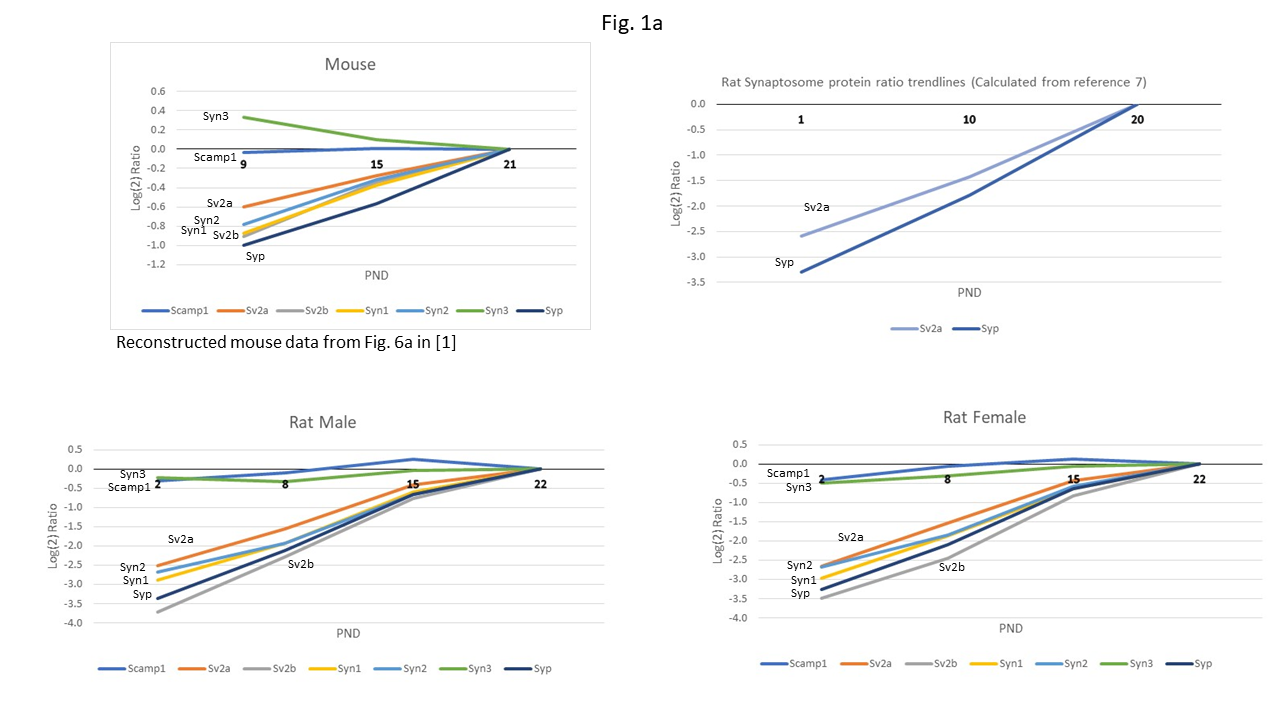 Fig. 1a
Mouse
0.6
0.4
0.2
0.0
-0.2
-0.4
-0.6
-0.8
-1.0
-1.2
Log(2) Ratio
Syn3
Scamp1
Sv2a
Syn2
Syn1
Sv2b
Syp
9 15 21
PND
Scamp1 Sv2a Sv2b Syn1 Syn2 Syn3 Syp
Reconstructed mouse data from Fig. 6a in [1]
Rat Synaptosome protein ratio trendlines (Calculated from reference 7)
0.0
-0.5
-1.0
-1.5
-2.0
-2.5
-3.0
-3.5
Log(2) Ratio
1 10 20
Sv2a
Syp
PND
Sv2a Syp
Rat Male
0.5
0.0
-0.5
-1.0
-1.5
-2.0
-2.5
-3.0
-3.5
-4.0
Log(2) Ratio
Syn3
Scamp1
2 8 15 22
Sv2a
Syn2
Sv2b
Syn1
Syp
PND
Scamp1 Sv2a Sv2b Syn1 Syn2 Syn3 Syp
Rat Female
0.5
0.0
-0.5
-1.0
-1.5
-2.0
-2.5
-3.0
-3.5
-4.0
Log(2) Ratio
Scamp1
Syn3
2 8 15 22
Sv2a
Syn2
Sv2b
Syn1
Syp
PND
Scamp1 Sv2a Sv2b Syn1 Syn2 Syn3 Syp